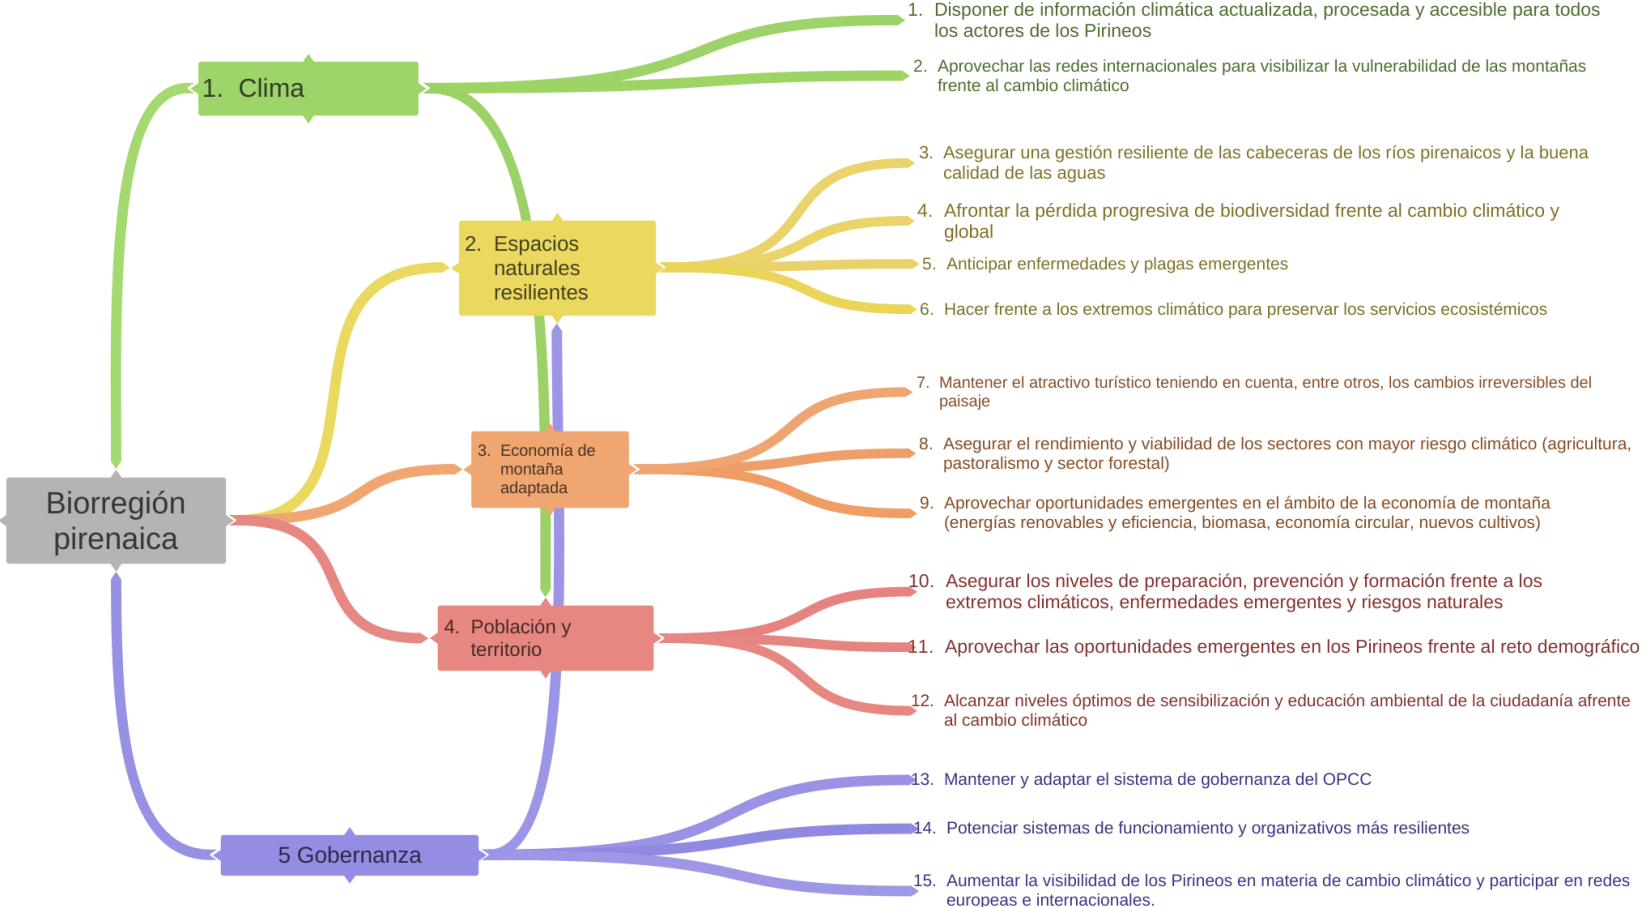 1. Disponer de información climática actualizada, procesada y accesible para todos
los actores de los Pirineos
2. Aprovechar las redes internacionales para visibilizar la vulnerabilidad de las montañas
frente al cambio climático
1. Clima
3. Asegurar una gestión resiliente de las cabeceras de los ríos pirenaicos y la buena
calidad de las aguas
4. Afrontar la pérdida progresiva de biodiversidad frente al cambio climático y
global
2. Espacios
naturales
resilientes
5. Anticipar enfermedades y plagas emergentes
6. Hacer frente a los extremos climático para preservar los servicios ecosistémicos
7. Mantener el atractivo turístico teniendo en cuenta, entre otros, los cambios irreversibles del
paisaje
3. Economía de
montaña
adaptada
8. Asegurar el rendimiento y viabilidad de los sectores con mayor riesgo climático (agricultura,
pastoralismo y sector forestal)
9. Aprovechar oportunidades emergentes en el ámbito de la economía de montaña
(energías renovables y eficiencia, biomasa, economía circular, nuevos cultivos)
Biorregión
pirenaica
10. Asegurar los niveles de preparación, prevención y formación frente a los
extremos climáticos, enfermedades emergentes y riesgos naturales
4. Población y
territorio
11. Aprovechar las oportunidades emergentes en los Pirineos frente al reto demográfico
12. Alcanzar niveles óptimos de sensibilización y educación ambiental de la ciudadanía afrente
al cambio climático
13. Mantener y adaptar el sistema de gobernanza del OPCC
14. Potenciar sistemas de funcionamiento y organizativos más resilientes
5 Gobernanza
15. Aumentar la visibilidad de los Pirineos en materia de cambio climático y participar en redes
europeas e internacionales.